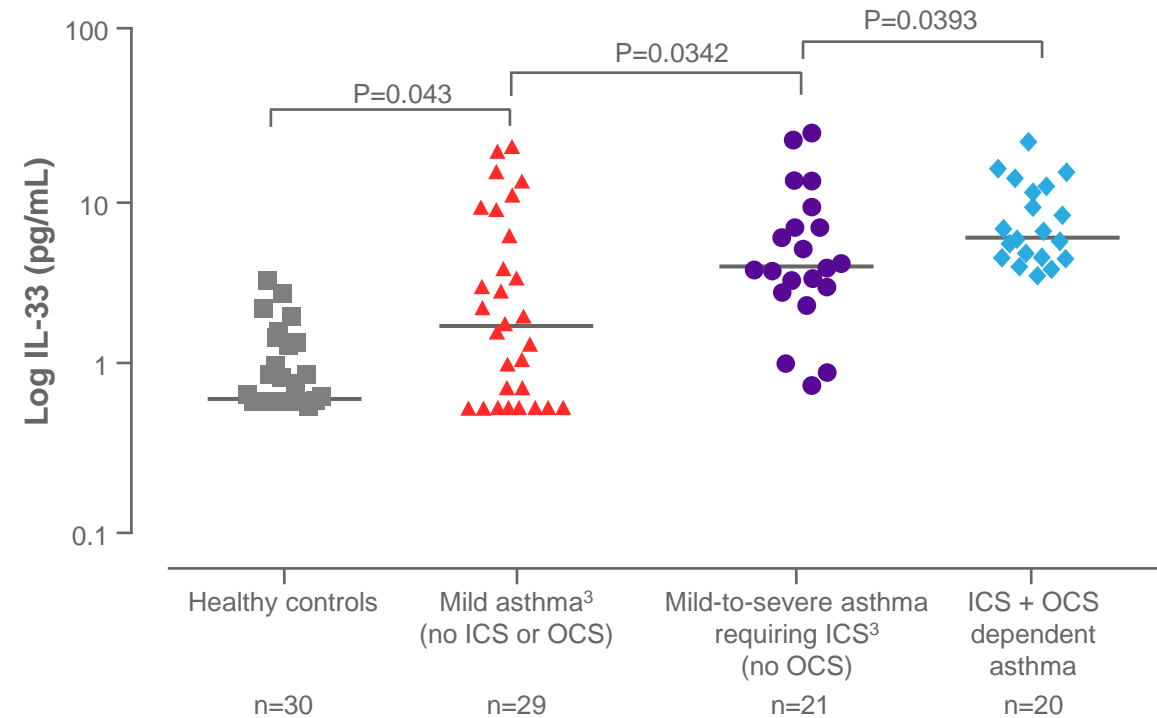 P=0.0393
P=0.0342
P=0.043
Log IL-33 (pg/mL)
100
10
1
0.1
Healthy controls
Mild asthma³
(no ICS or OCS)
Mild-to-severe asthma
requiring ICS³
(no OCS)
ICS + OCS
dependent
asthma
n=30
n=29
n=21
n=20